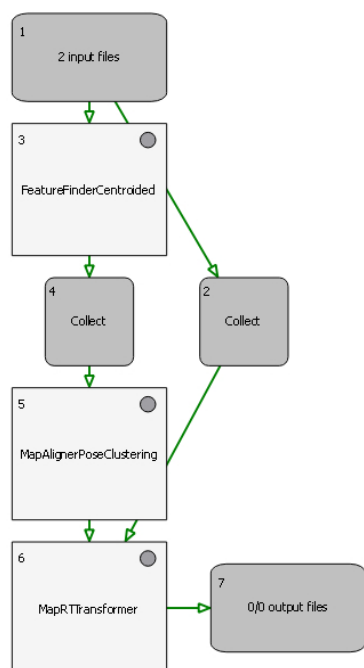 1
2 input files
3
FeatureFinderCentroided
4
Collect
2
Collect
5
MapAlignerPoseClustering
6
MapRTTransformer
7
0/0 output files